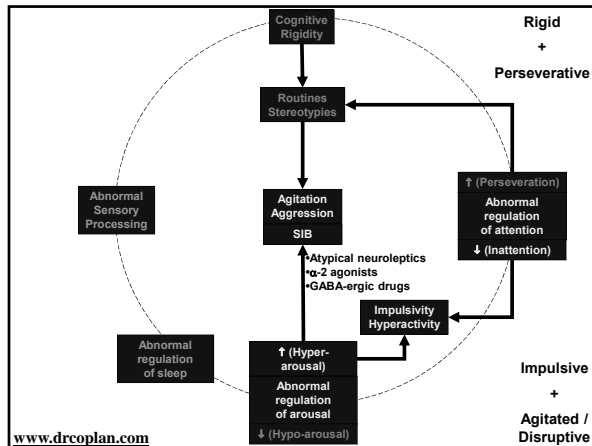 Cognitive
Rigidity
Rigid
+
Perseverative
Routines
Stereotypies
Abnormal
Sensory
Processing
Agitation
Aggression
SIB
↑ (Perseveration)
Abnormal
regulation
of attention
↓ (Inattention)
•Atypical neuroleptics
•α-2 agonists
•GABA-ergic drugs
Impulsivity
Hyperactivity
Abnormal
regulation
of sleep
↑ (Hyper-
arousal)
Abnormal
regulation
of arousal
↓ (Hypo-arousal)
Impulsive
+
Agitated /
Disruptive
www.drcoplan.com